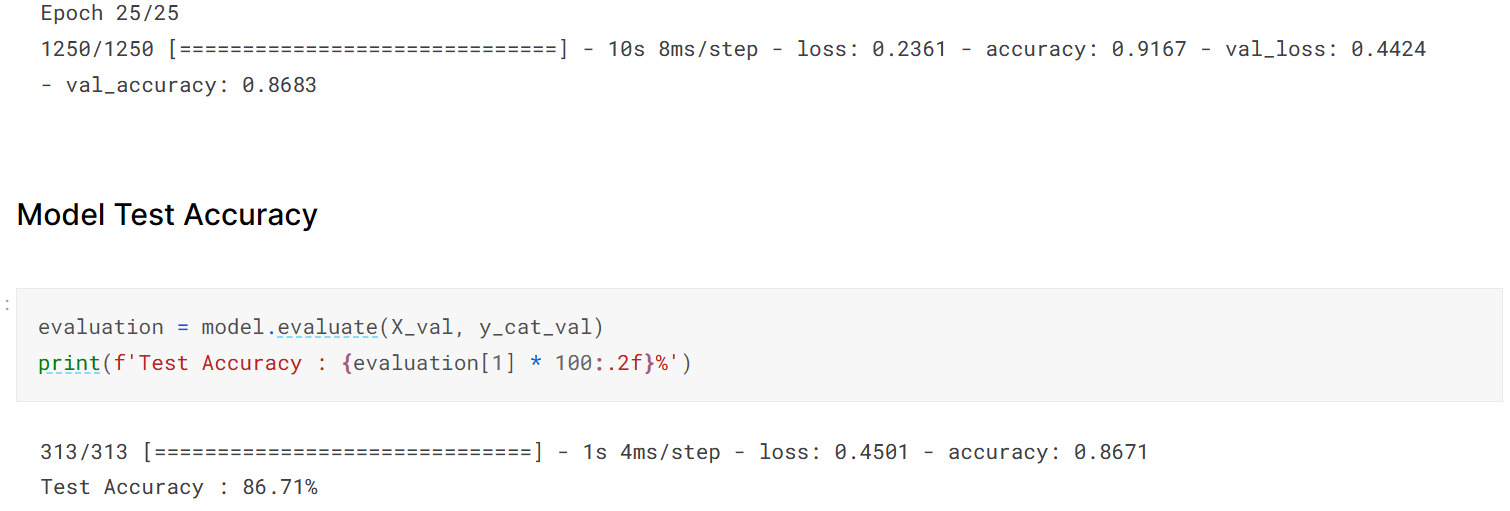 Epoch 25/25
1250/1250 [==============================] - 10s 8ms/step - loss: 0.2361 - accuracy: 0.9167 - val_loss: 0.4424
- val_accuracy: 0.8683
Model Test Accuracy
:
evaluation = model.evaluate(X_val, y_cat_val)
print(f'Test Accuracy : {evaluation[1] * 100:.2f}%')
313/313 [==============================] - 1s 4ms/step - loss: 0.4501 - accuracy: 0.8671
Test Accuracy : 86.71%